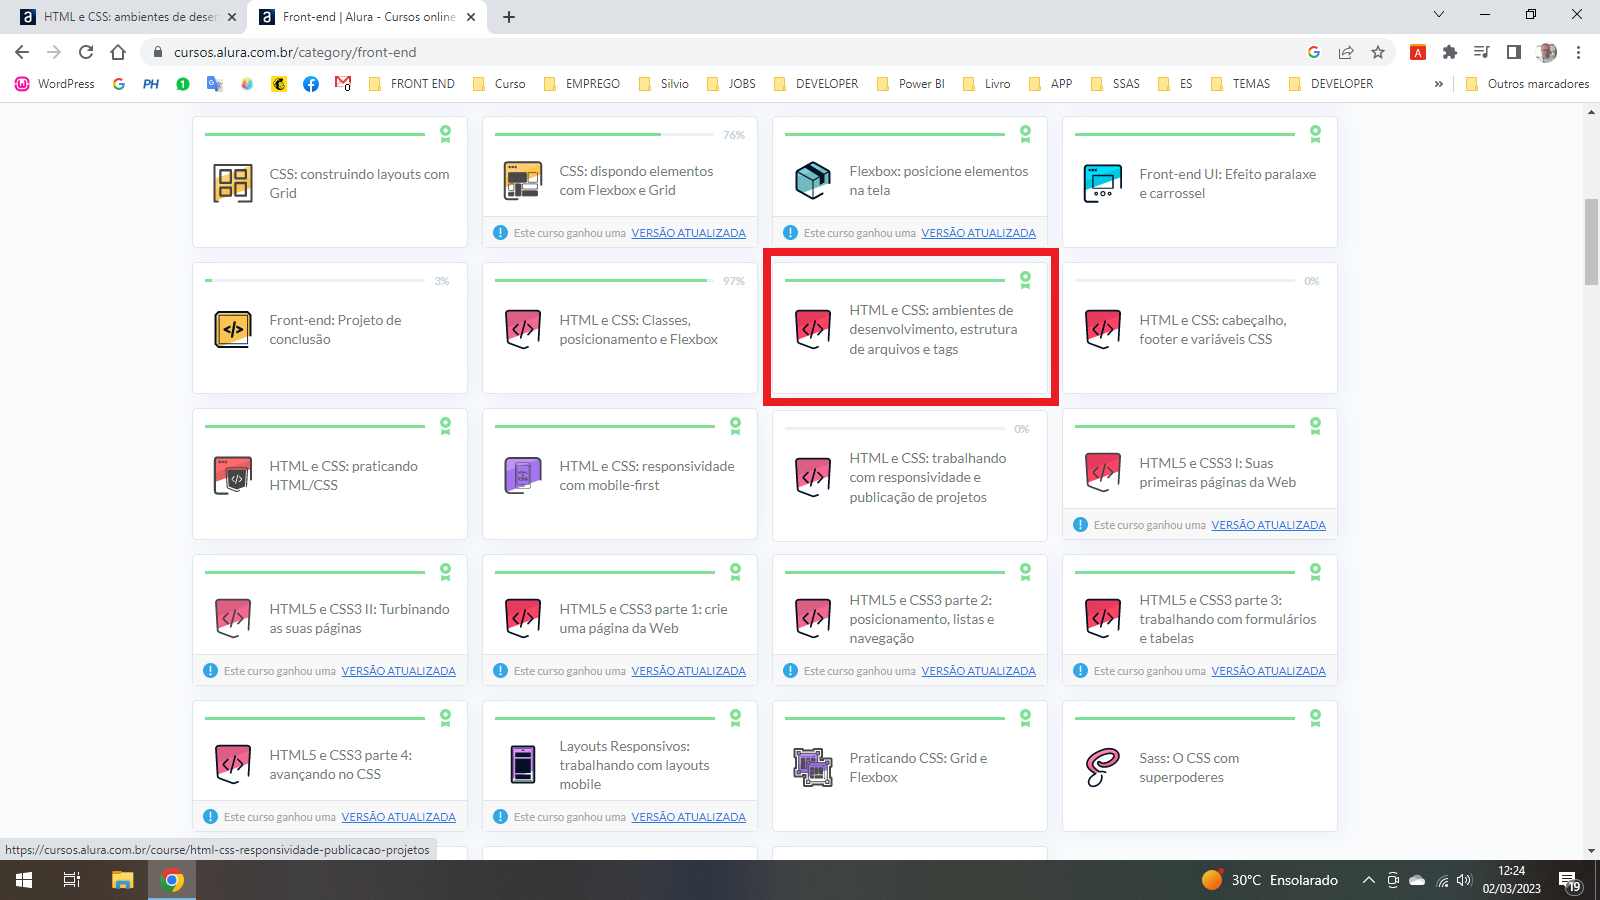 HTML e CSS: ambientes de deser
Front-end | Alura - Cursos online
cursos.alura.com.br/category/front-end
WordPress
PH
1
0
FRONT END
Curso
EMPREGO
Silvio
JOBS
DEVELOPER
Power BI
Livro
APP
SSAS
ES
TEMAS
DEVELOPER
»
Outros marcadores
CSS: construindo layouts com
Grid
76%
CSS: dispondo elementos
com Flexbox e Grid
Este curso ganhou uma VERSÃO ATUALIZADA
Flexbox: posicione elementos
na tela
Este curso ganhou uma VERSÃO ATUALIZADA
Front-end UI: Efeito paralaxe
e carrossel
3%
Front-end: Projeto de
conclusão
97%
HTML e CSS: Classes,
posicionamento e Flexbox
HTML e CSS: ambientes de
desenvolvimento, estrutura
de arquivos e tags
0%
HTML e CSS: cabeçalho,
footer e variáveis CSS
HTML e CSS: praticando
HTML/CSS
HTML e CSS: responsividade
com mobile-first
0%
HTML e CSS: trabalhando
com responsividade e
publicação de projetos
HTML5 e CSS3 I: Suas
primeiras páginas da Web
Este curso ganhou uma VERSÃO ATUALIZADA
HTML5 e CSS3 II: Turbinando
as suas páginas
Este curso ganhou uma VERSÃO ATUALIZADA
HTML5 e CSS3 parte 1: crie
uma página da Web
Este curso ganhou uma VERSÃO ATUALIZADA
HTML5 e CSS3 parte 2:
posicionamento, listas e
navegação
Este curso ganhou uma VERSÃO ATUALIZADA
HTML5 e CSS3 parte 3:
trabalhando com formulários
e tabelas
Este curso ganhou uma VERSÃO ATUALIZADA
HTML5 e CSS3 parte 4:
avançando no CSS
Este curso ganhou uma VERSÃO ATUALIZADA
Layouts Responsivos:
trabalhando com layouts
mobile
Este curso ganhou uma VERSÃO ATUALIZADA
Praticando CSS: Grid e
Flexbox
Sass: O CSS com
superpoderes
https://cursos.alura.com.br/course/html-css-responsividade-publicacao-projetos
30°C Ensolarado
12:24
02/03/2023
19